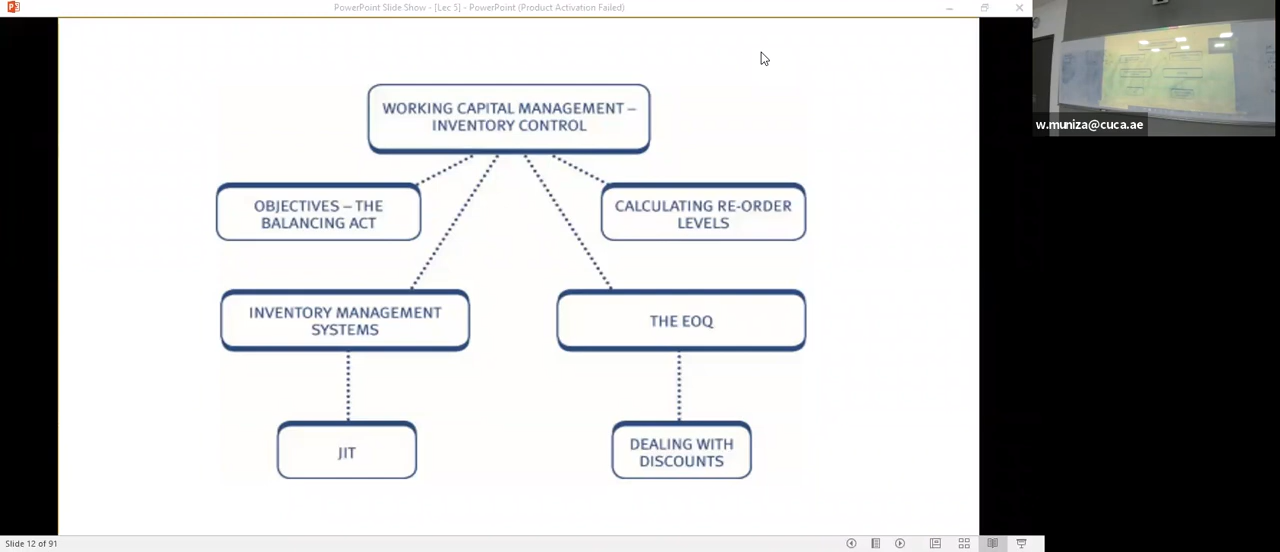 PowerPoint Slide Show - [Lec 5] - PowerPoint (Product Activation Failed)
w.muniza@cuca.ae
WORKING CAPITAL MANAGEMENT –
INVENTORY CONTROL
OBJECTIVES – THE
BALANCING ACT
CALCULATING RE-ORDER
LEVELS
INVENTORY MANAGEMENT
SYSTEMS
THE EOQ
JIT
DEALING WITH
DISCOUNTS
Slide 12 of 91